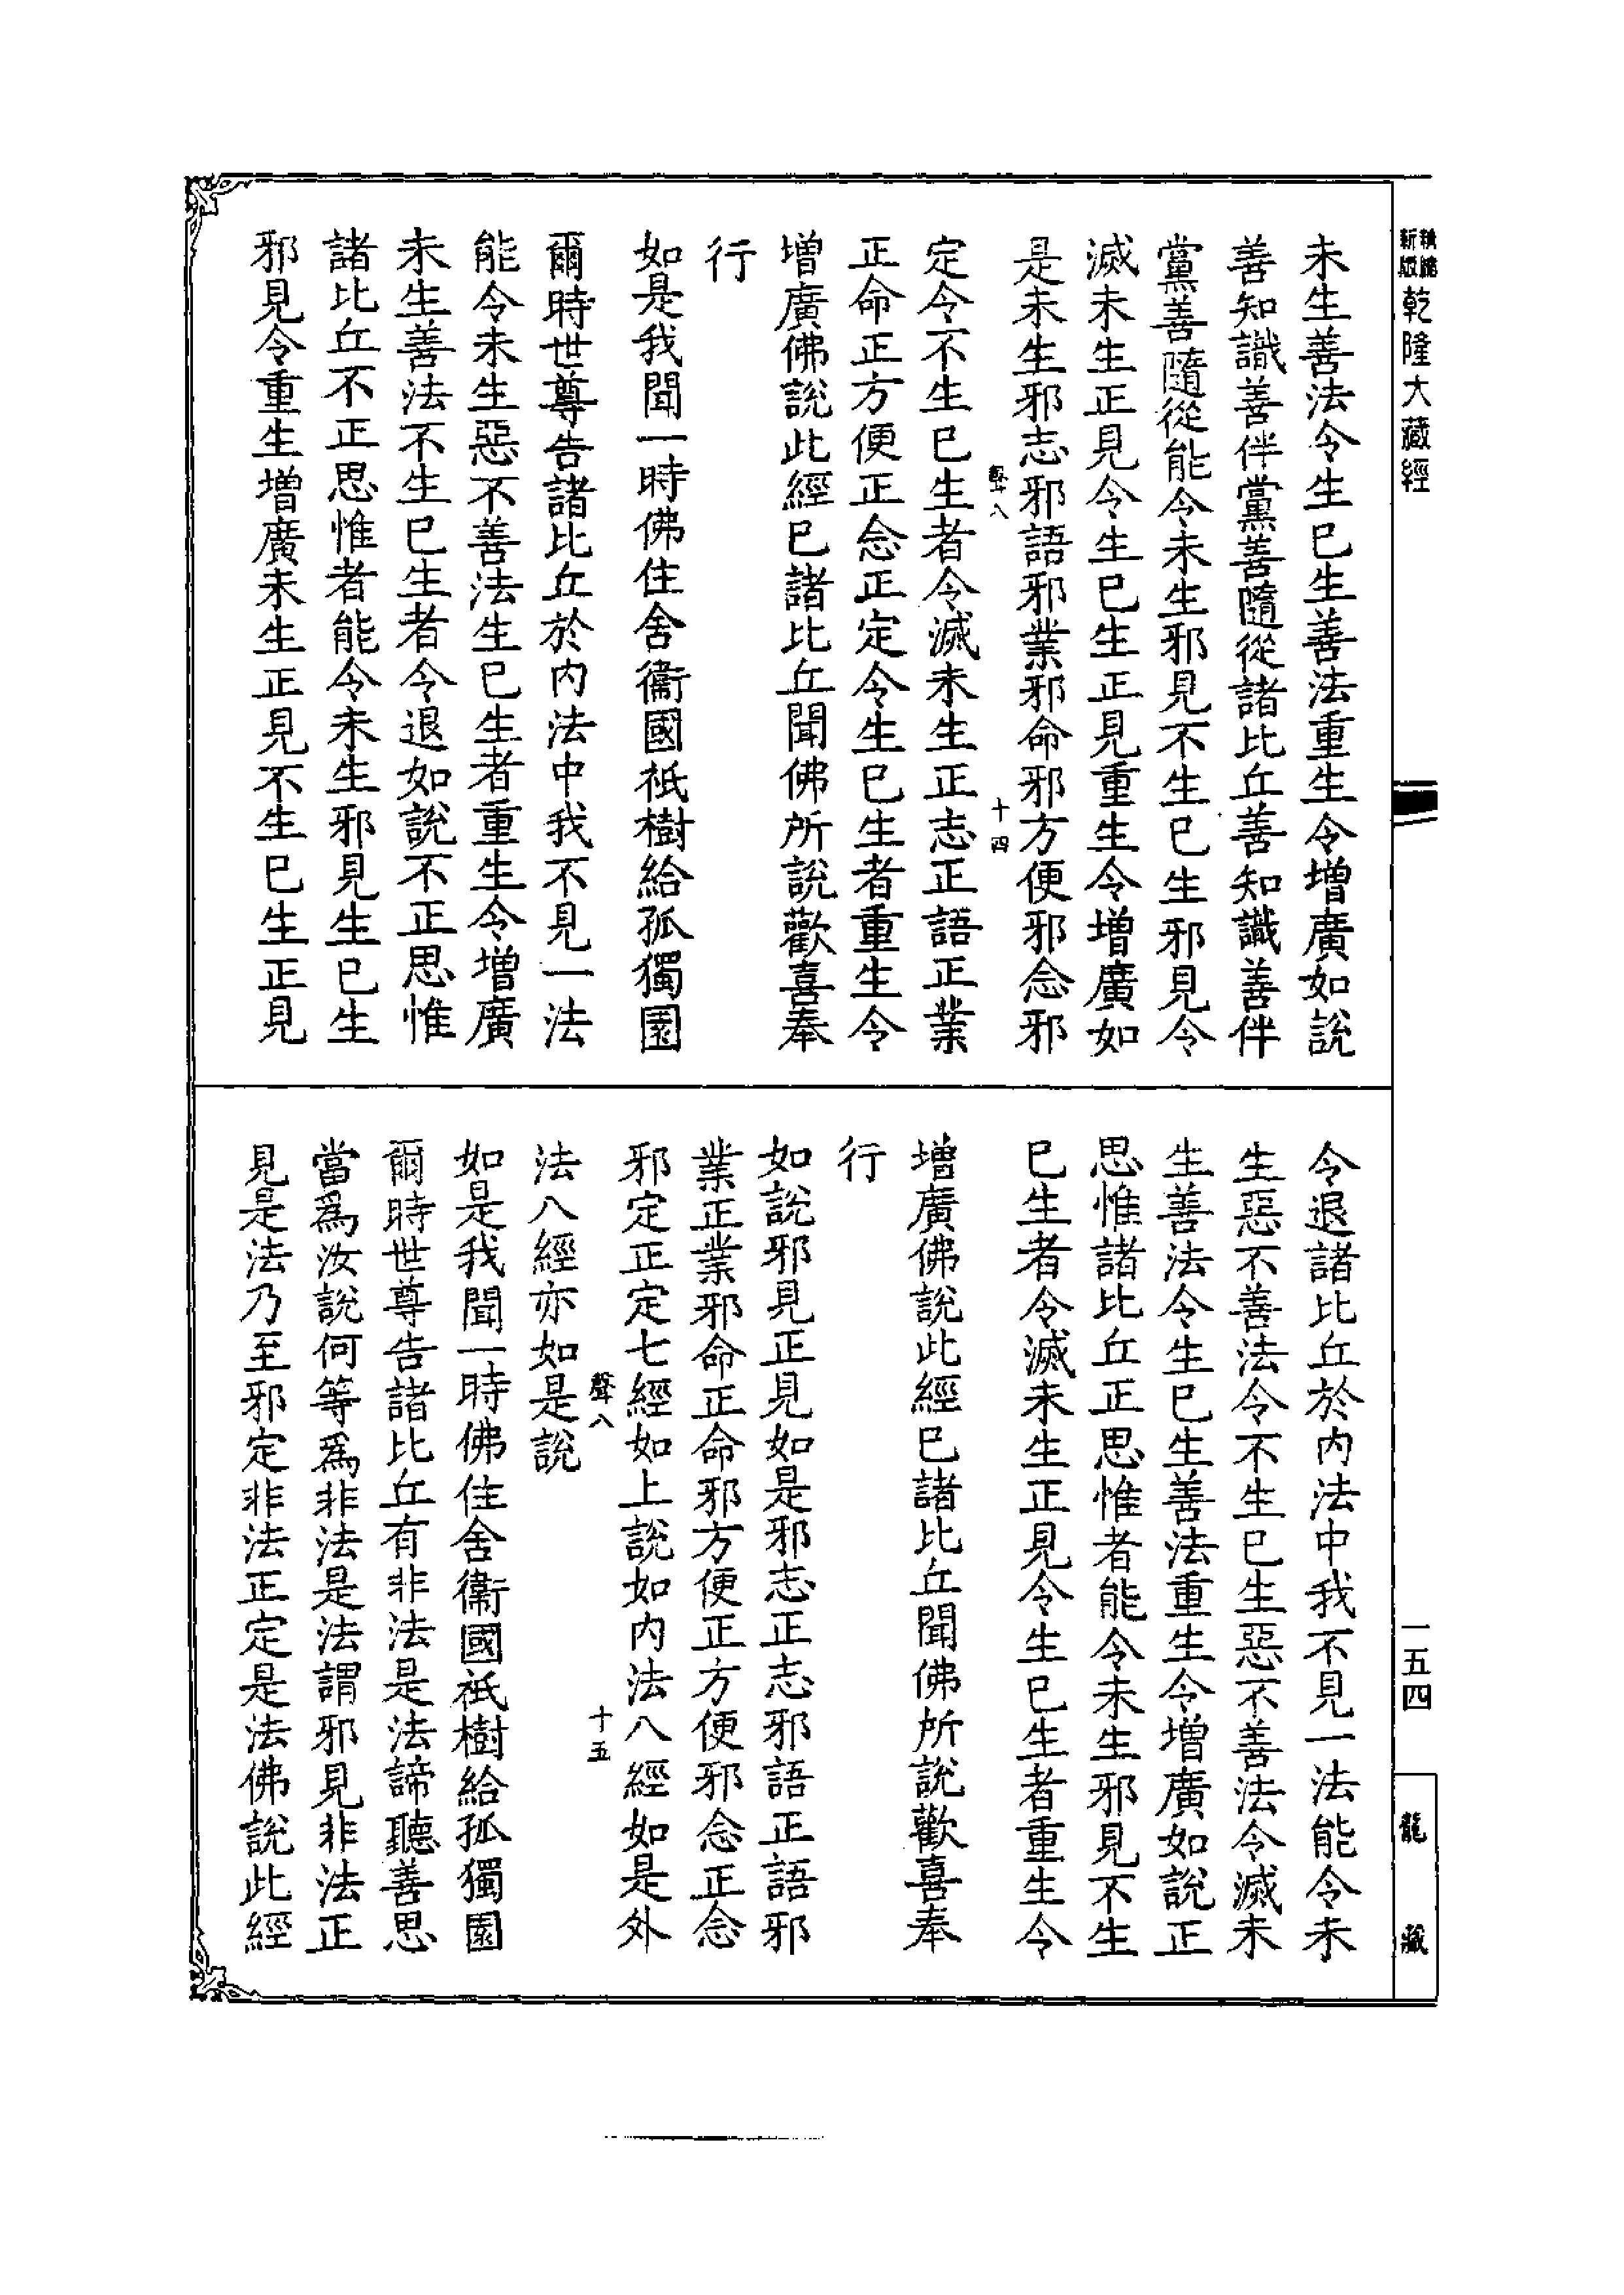 乾隆大藏經
一五四
龍藏
未生善法令生已生善法重生令增廣如說
善知識善伴黨善隨從諸比丘善知識善伴
黨善隨從能令未生邪見不生已生邪見令
滅未生正見令生已生正見重生令增廣如
是未生邪志邪語邪業邪命邪方便邪念邪
聲八 十四
定令不生已生者令滅未生正志正語正業
正命正方便正念正定令生已生者重生令
增廣佛說此經已諸比丘聞佛所說歡喜奉
行
如是我聞一時佛住舍衞國祇樹給孤獨園
爾時世尊告諸比丘於內法中我不見一法
能令未生惡不善法生已生者重生令增廣
未生善法不生已生者令退如說不正思惟
諸比丘不正思惟者能令未生邪見生已生
邪見令重生增廣未生正見不生已生正見
令退諸比丘於內法中我不見一法能令未
生惡不善法令不生已生惡不善法令滅未
生善法令生已生善法重生令增廣如說正
思惟諸比丘正思惟者能令未生邪見不生
已生者令滅未生正見令生已生者重生令
增廣佛說此經已諸比丘聞佛所說歡喜奉
行
如說邪見正見如是邪志正志邪語正語邪
業正業邪命正命邪方便正方便邪念正念
邪定正定七經如上說如內法八經如是外
聲八 十五
法八經亦如是說
如是我聞一時佛住舍衞國祇樹給孤獨園
爾時世尊告諸比丘有非法是法諦聽善思
當爲汝說何等爲非法是法謂邪見非法正
見是法乃至邪定非法正定是法佛說此經